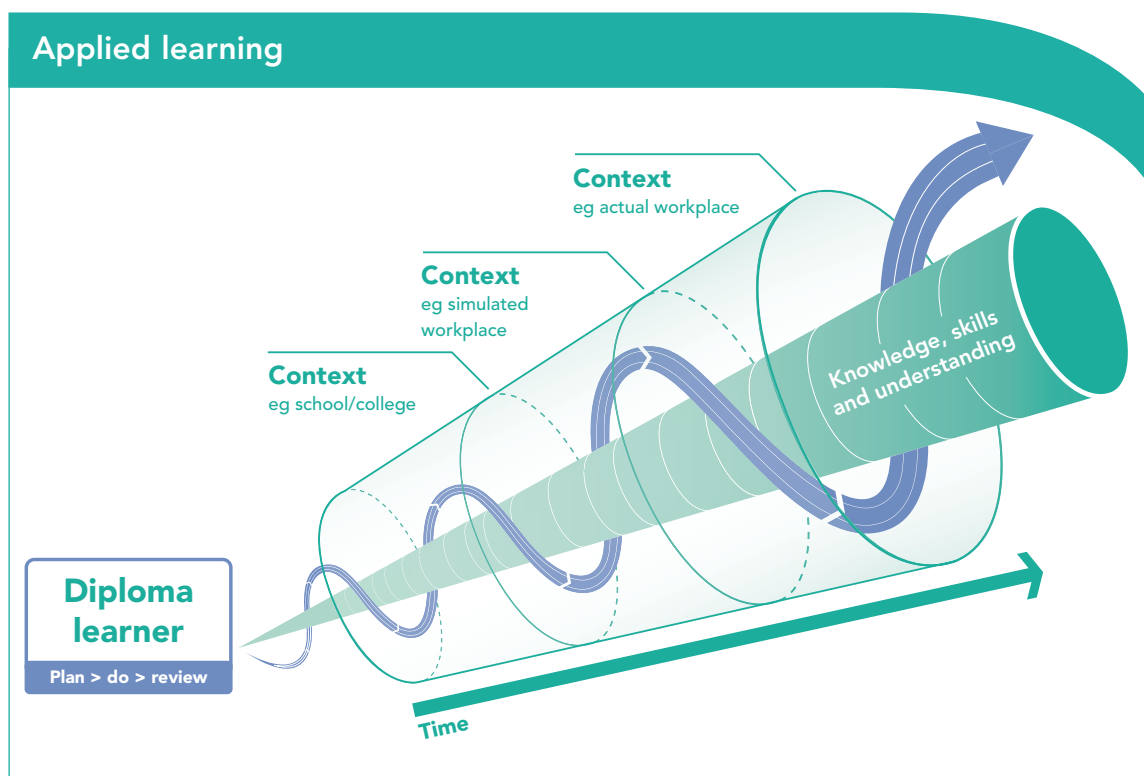 Applied learning
Context
eg actual workplace
Context
eg simulated
workplace
Context
eg school/college
Knowledge, skills
and understanding
Diploma
learner
Plan > do > review
Time